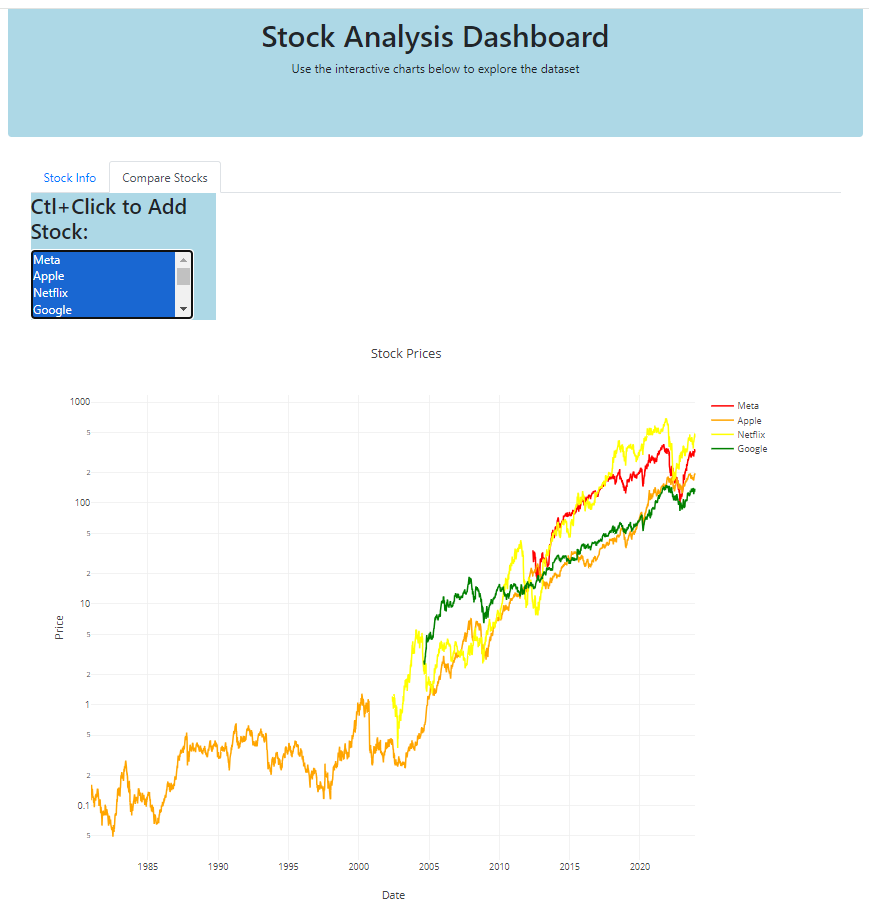 Stock Analysis Dashboard
Use the interactive charts below to explore the dataset
Stock Info
Compare Stocks
Ctl+Click to Add
Stock:
Meta
Apple
Netflix
Google
Stock Prices
1000
5
2
100
5
2
10
5
2
1
5
2
0.1
5
Price
1985
1990
1995
2000
2005
2010
2015
2020
Date
Meta
Apple
Netflix
Google